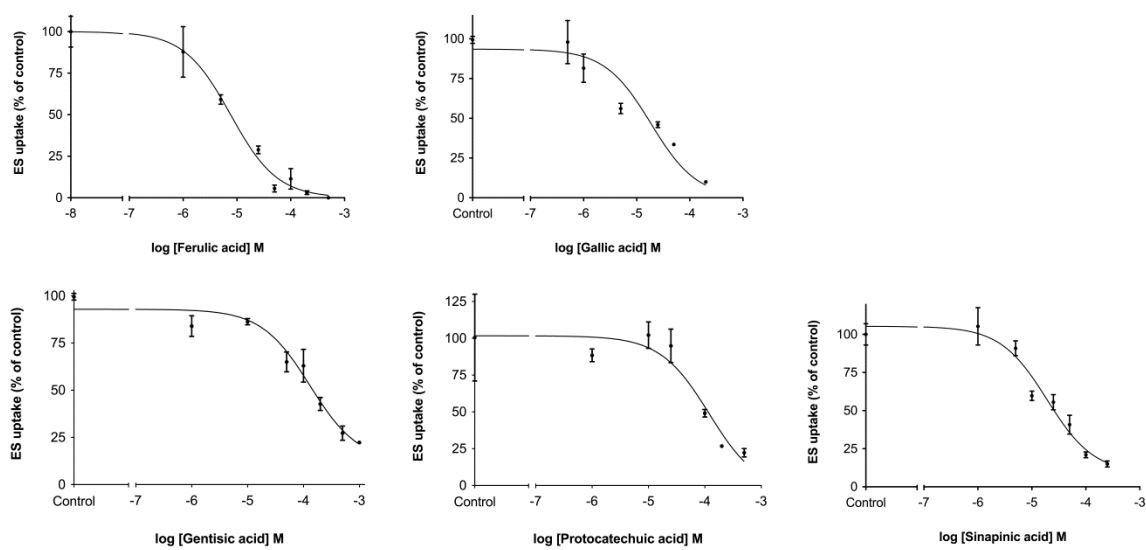 ES uptake (% of control)
100
75
50
25
0
-8 -7 -6 -5 -4 -3
log [Ferulic acid] M
ES uptake (% of control)
100
75
50
25
0
Control -7 -6 -5 -4 -3
log [Gallic acid] M
ES uptake (% of control)
100
75
50
25
0
Control -7 -6 -5 -4 -3
log [Gentisic acid] M
ES uptake (% of control)
125
100
75
50
25
0
Control -7 -6 -5 -4 -3
log [Protocatechuic acid] M
ES uptake (% of control)
125
100
75
50
25
0
Control -7 -6 -5 -4 -3
log [Sinapinic acid] M